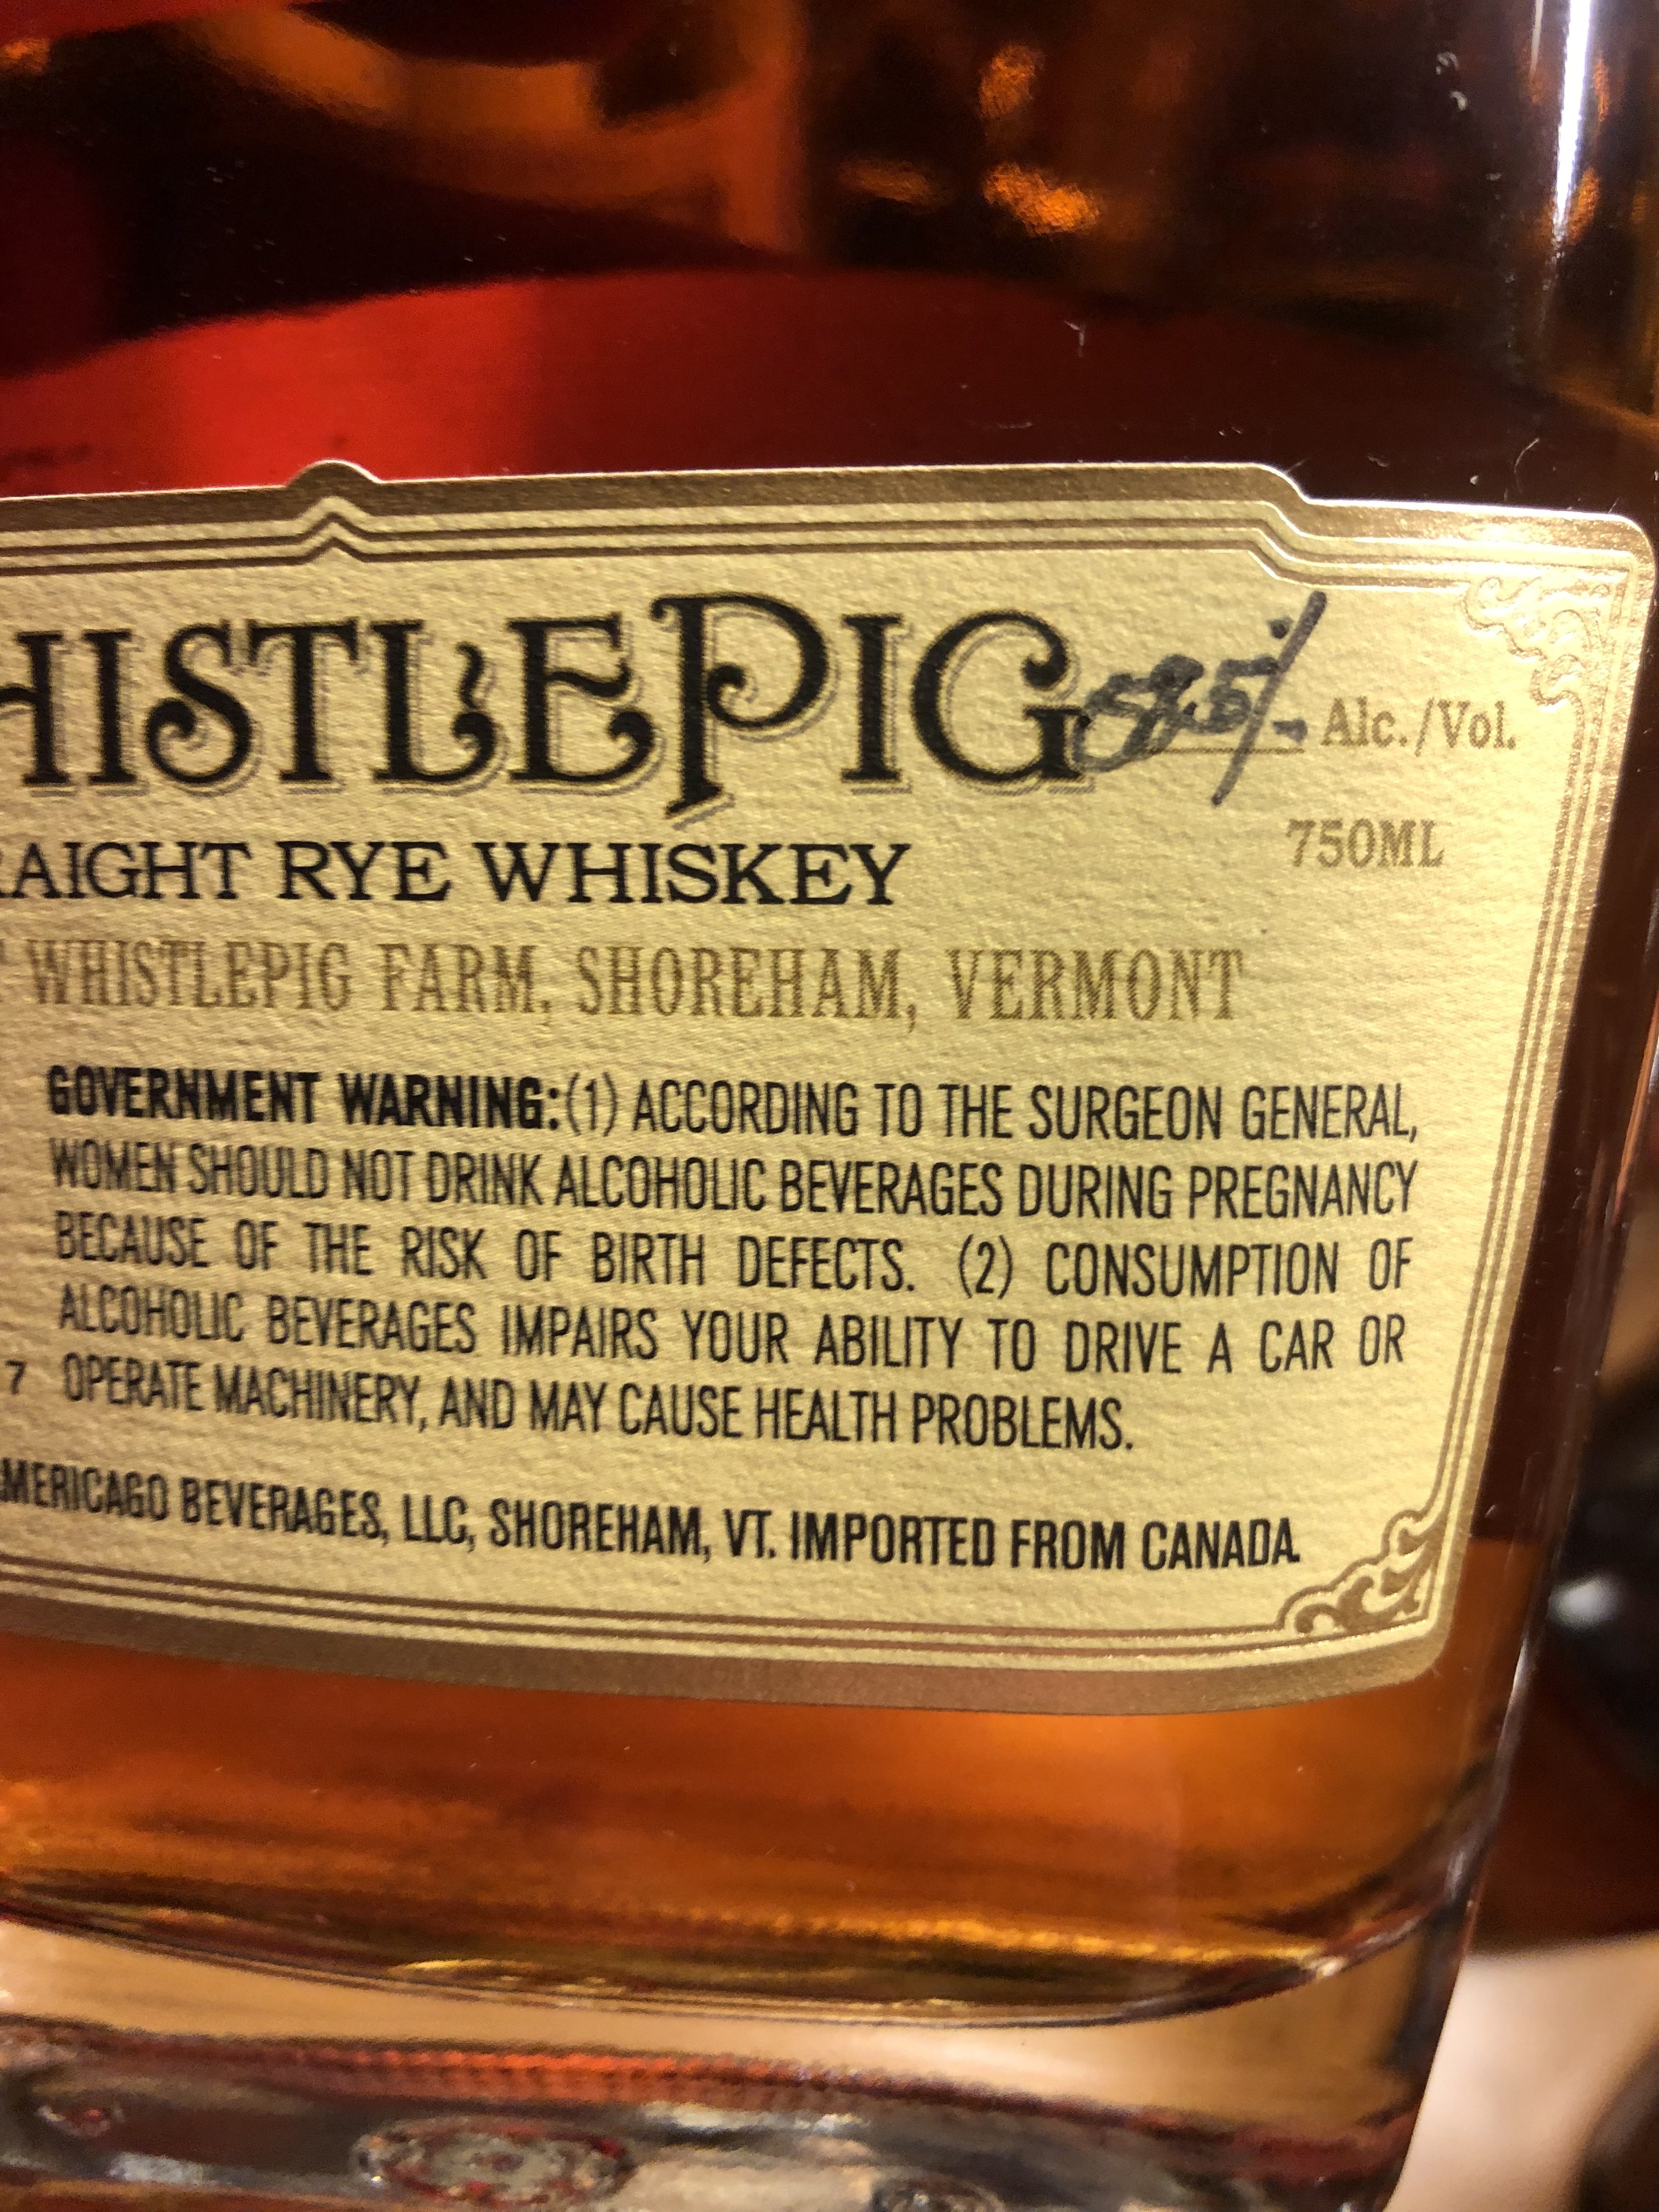 HISTLEPIG
Alc./Vol.
750ML
RAIGHT RYE WHISKEY
WHISTLEPIG FARM, SHOREHAM, VERMONT
GOVERNMENT WARNING:(1) ACCORDING TO THE SURGEON GENERAL,
WOMEN SHOULD NOT DRINK ALCOHOLIC BEVERAGES DURING PREGNANCY
BECAUSE OF THE RISK OF BIRTH DEFECTS. (2) CONSUMPTION OF
ALCOHOLIC BEVERAGES IMPAIRS YOUR ABILITY TO DRIVE A CAR OR
7 OPERATE MACHINERY, AND MAY CAUSE HEALTH PROBLEMS.
MERICAGO BEVERAGES, LLC, SHOREHAM, VT. IMPORTED FROM CANADA.